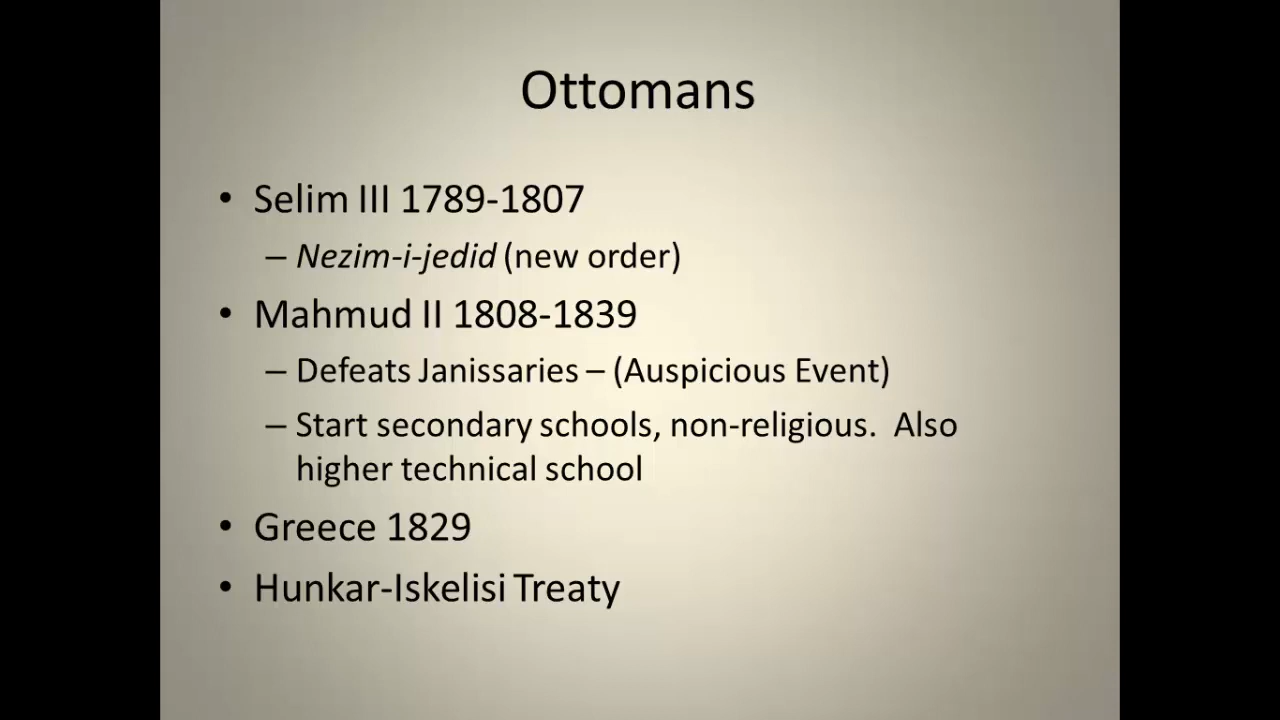 Ottomans
• Selim III 1789-1807
– Nezim-i-jedid (new order)
• Mahmud II 1808-1839
– Defeats Janissaries – (Auspicious Event)
– Start secondary schools, non-religious.  Also
higher technical school
• Greece 1829
• Hunkar-Iskelisi Treaty